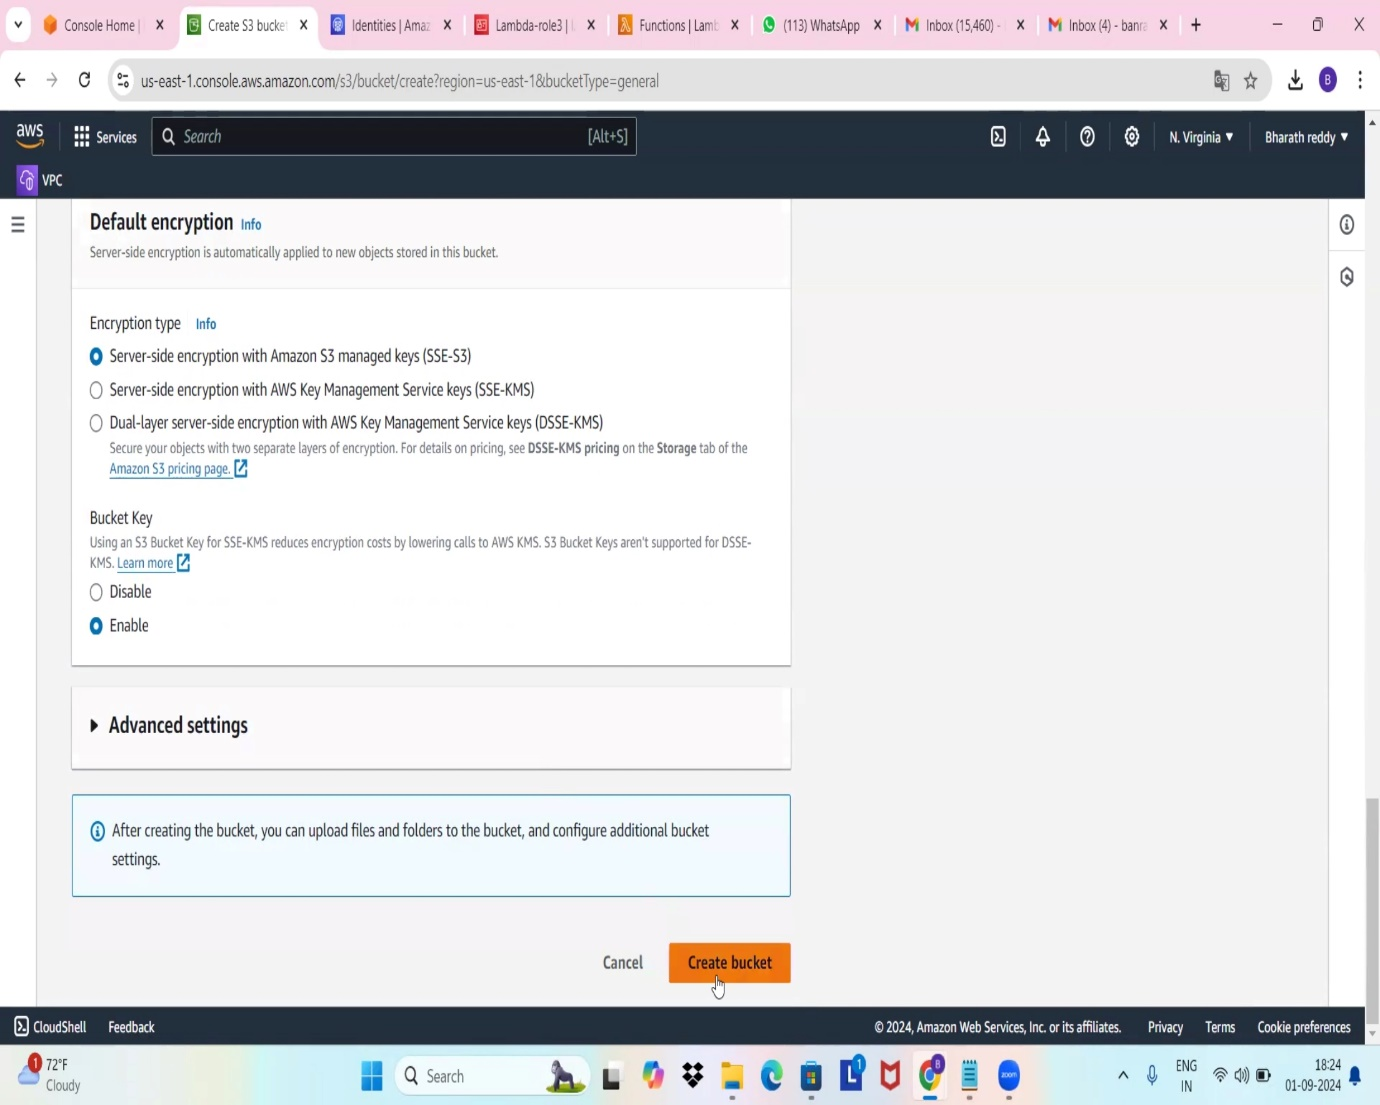 Console Home |
Create S3 bucket
Identities | Amaz
Lambda-role3 |
Functions | Lamb
(113) WhatsApp
Inbox (15,460) -
Inbox (4) - banra
us-east-1.console.aws.amazon.com/s3/bucket/create?region=us-east-1&bucketType=general
B
aws
Services
Search
[Alt+S]
N. Virginia
Bharath reddy
VPC
Default encryption Info
Server-side encryption is automatically applied to new objects stored in this bucket.
Encryption type Info
Server-side encryption with Amazon S3 managed keys (SSE-S3)
Server-side encryption with AWS Key Management Service keys (SSE-KMS)
Dual-layer server-side encryption with AWS Key Management Service keys (DSSE-KMS)
Secure your objects with two separate layers of encryption. For details on pricing, see DSSE-KMS pricing on the Storage tab of the
Amazon S3 pricing page.
Bucket Key
Using an S3 Bucket Key for SSE-KMS reduces encryption costs by lowering calls to AWS KMS. S3 Bucket Keys aren't supported for DSSE-
KMS. Learn more
Disable
Enable
Advanced settings
After creating the bucket, you can upload files and folders to the bucket, and configure additional bucket
settings.
Cancel
Create bucket
CloudShell
Feedback
© 2024, Amazon Web Services, Inc. or its affiliates.
Privacy
Terms
Cookie preferences
1
72°F
Cloudy
Search
L
1
B
zoom
ENG
IN
18:24
01-09-2024